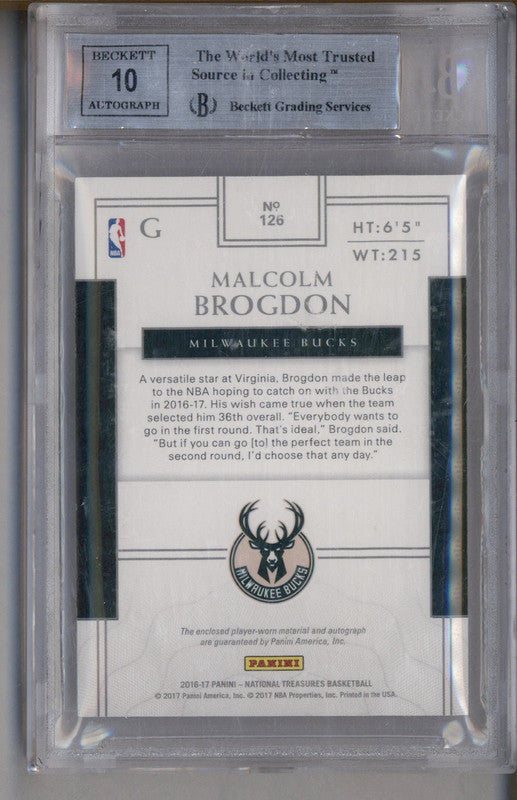 BECKETT
10
AUTOGRAPH
The World's Most Trusted
Source in Collecting™
B Beckett Grading Services
NBA
G
Nº
126
HT:6'5"
WT:215
MALCOLM
BROGDON
MILWAUKEE BUCKS
A versatile star at Virginia, Brogdon made the leap
to the NBA hoping to catch on with the Bucks
in 2016-17. His wish came true when the team
selected him 36th overall. "Everybody wants to
go in the first round. That's ideal," Brogdon said.
"But if you can go [to] the perfect team in the
second round, I'd choose that any day."
MILWAUKEE BUCKS
The enclosed player-worn material and autograph
are guaranteed by Panini America, Inc.
PANINI
2016-17 PANINI – NATIONAL TREASURES BASKETBALL
© 2017 Panini America, Inc. © 2017 NBA Properties, Inc. Printed in the USA.